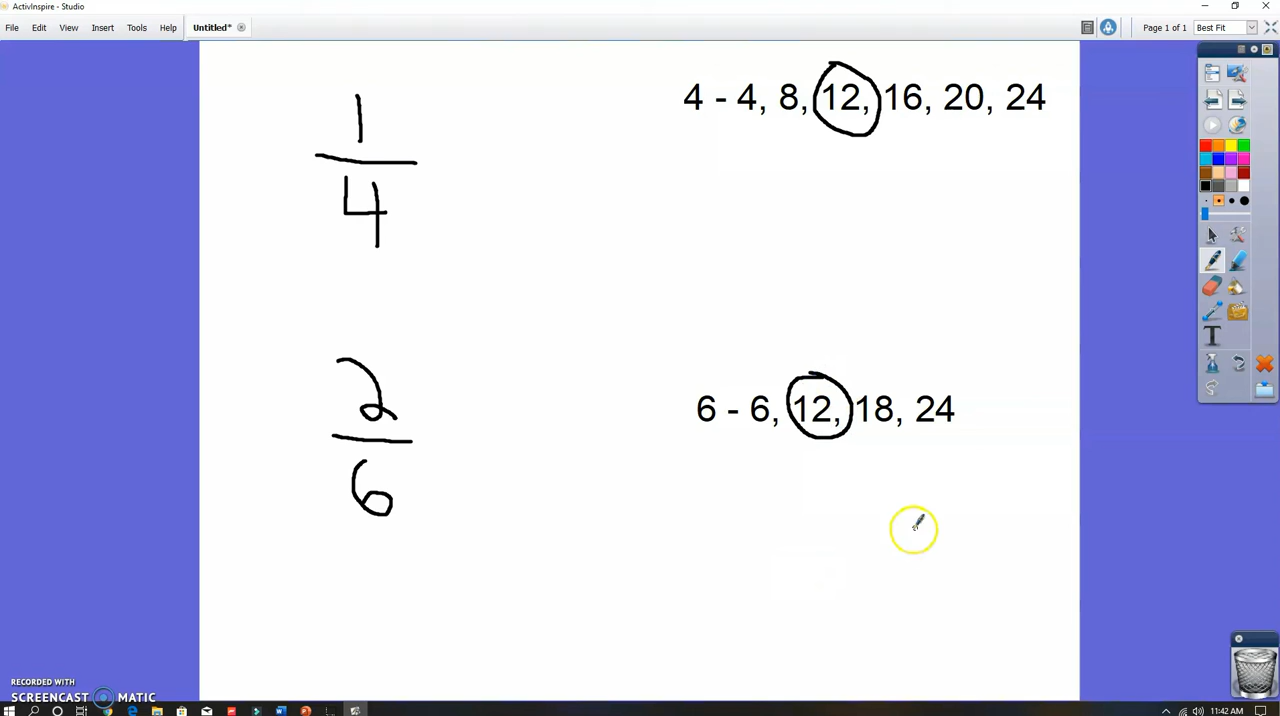 ActivInspire - Studio
File Edit View Insert Tools Help Untitled* Page 1 of 1 Best Fit
1
4
4 - 4, 8, 12, 16, 20, 24
2
6
6 - 6, 12, 18, 24
RECORDED WITH
SCREENCAST MATIC
11:42 AM